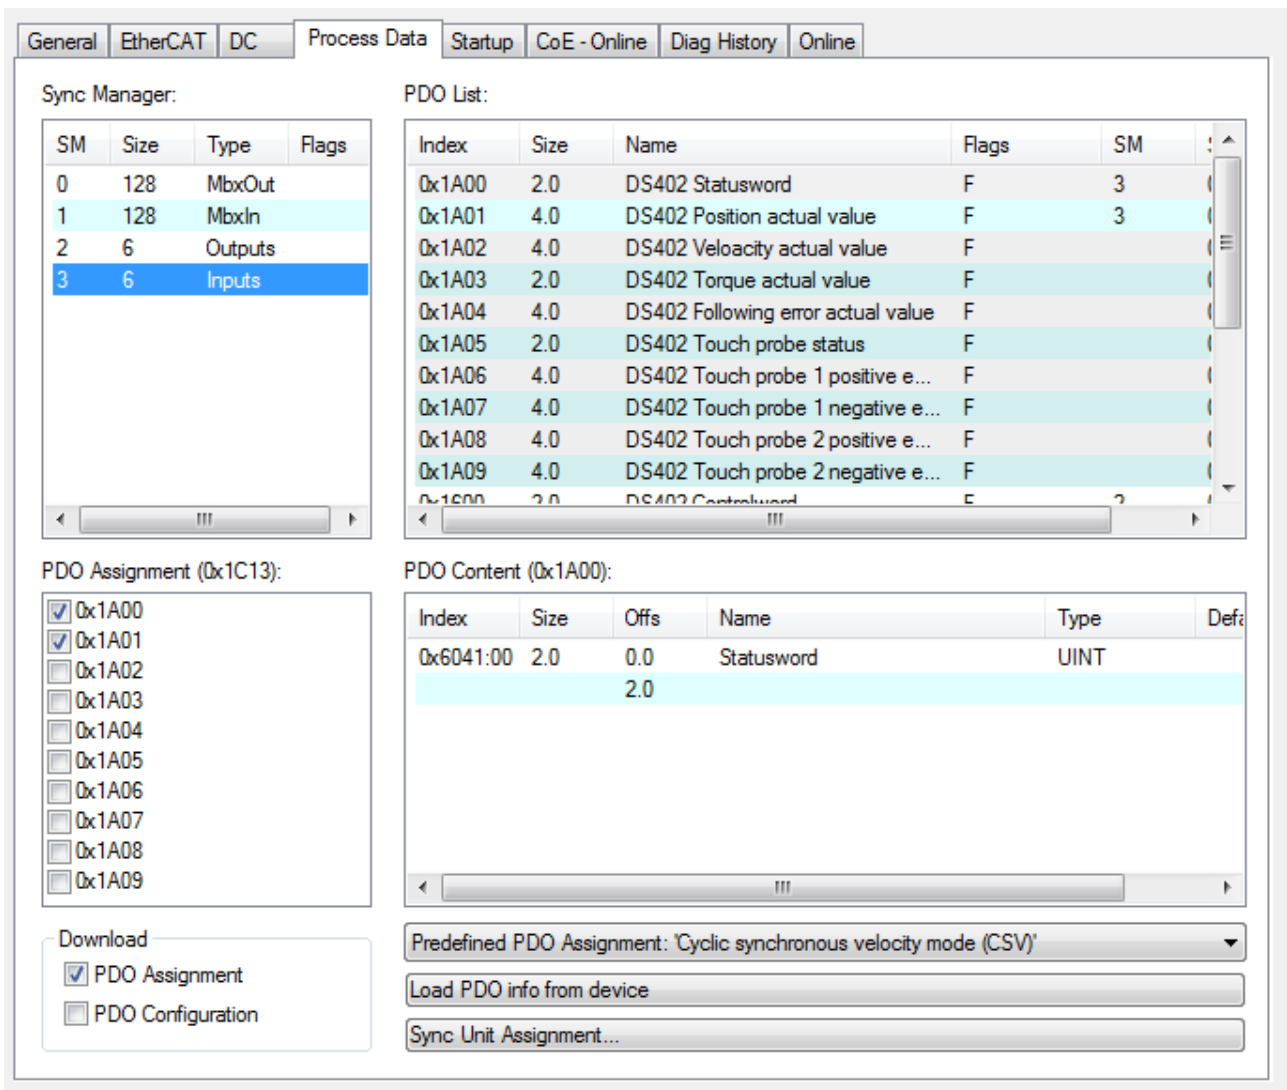 General EtherCAT DC Process Data Startup CoE - Online Diag History Online
Sync Manager:
SM Size Type Flags
0 128 MbxOut
1 128 MbxIn
2 6 Outputs
3 6 Inputs
PDO List:
Index Size Name Flags SM
0x1A00 2.0 DS402 Statusword F 3
0x1A01 4.0 DS402 Position actual value F 3
0x1A02 4.0 DS402 Veloacity actual value F
0x1A03 2.0 DS402 Torque actual value F
0x1A04 4.0 DS402 Following error actual value F
0x1A05 2.0 DS402 Touch probe status F
0x1A06 4.0 DS402 Touch probe 1 positive e... F
0x1A07 4.0 DS402 Touch probe 1 negative e... F
0x1A08 4.0 DS402 Touch probe 2 positive e... F
0x1A09 4.0 DS402 Touch probe 2 negative e... F
0x1600 2.0 DS402 Controlword F 2
PDO Assignment (0x1C13):
0x1A00
0x1A01
0x1A02
0x1A03
0x1A04
0x1A05
0x1A06
0x1A07
0x1A08
0x1A09
PDO Content (0x1A00):
Index Size Offs Name Type Defa
0x6041:00 2.0 0.0 Statusword UINT
2.0
Download
PDO Assignment
PDO Configuration
Predefined PDO Assignment: 'Cyclic synchronous velocity mode (CSV)'
Load PDO info from device
Sync Unit Assignment...